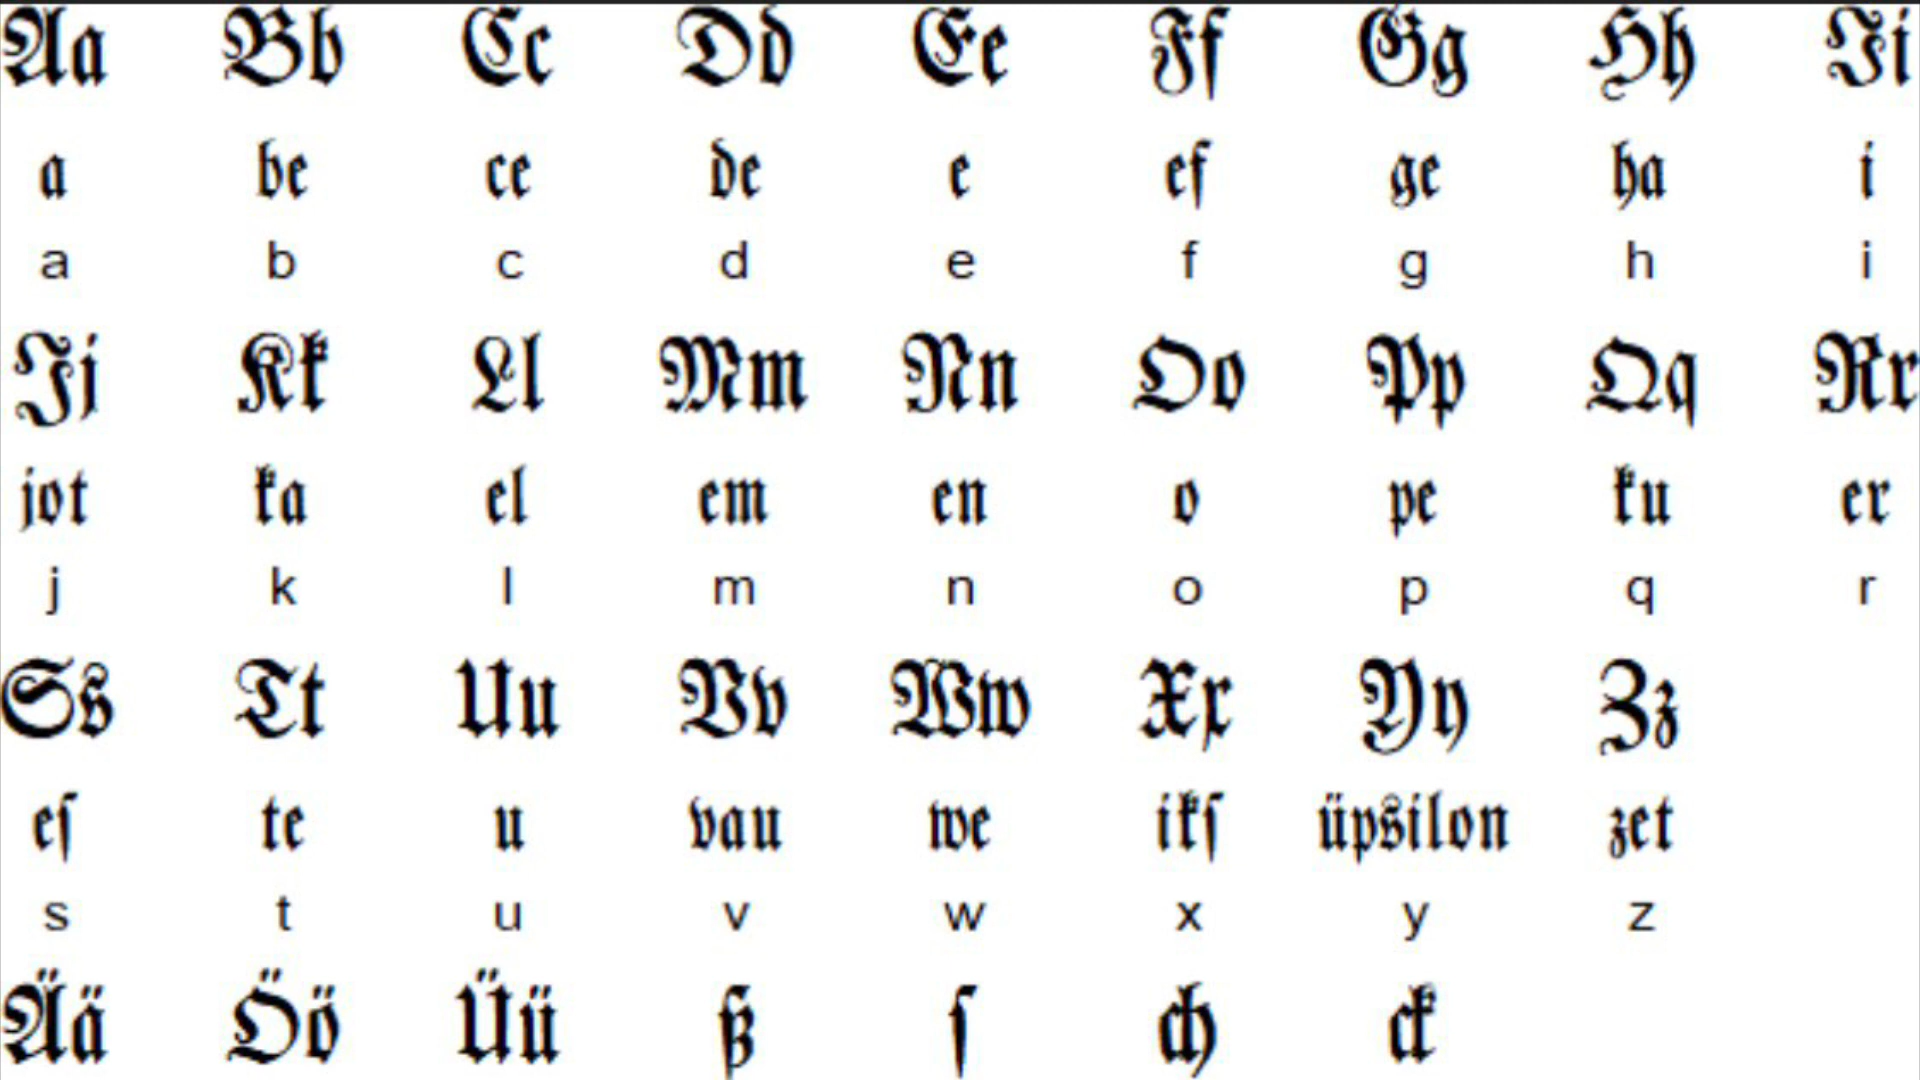 Aa Bb Cc Dd Ee Ff Gg Hh Ii
a be ce de e ef ge ha i
a b c d e f g h i
Jj Kk Ll Mm Nn Oo Pp Qq Rr
jot ka el em en o pe ku er
j k l m n o p q r
Ss Tt Uu Vv Ww Xx Yy Zz
eſ te u vau we ikſ üpsilon zet
s t u v w x y z
Ää Öö Üü ß ſ ch ck